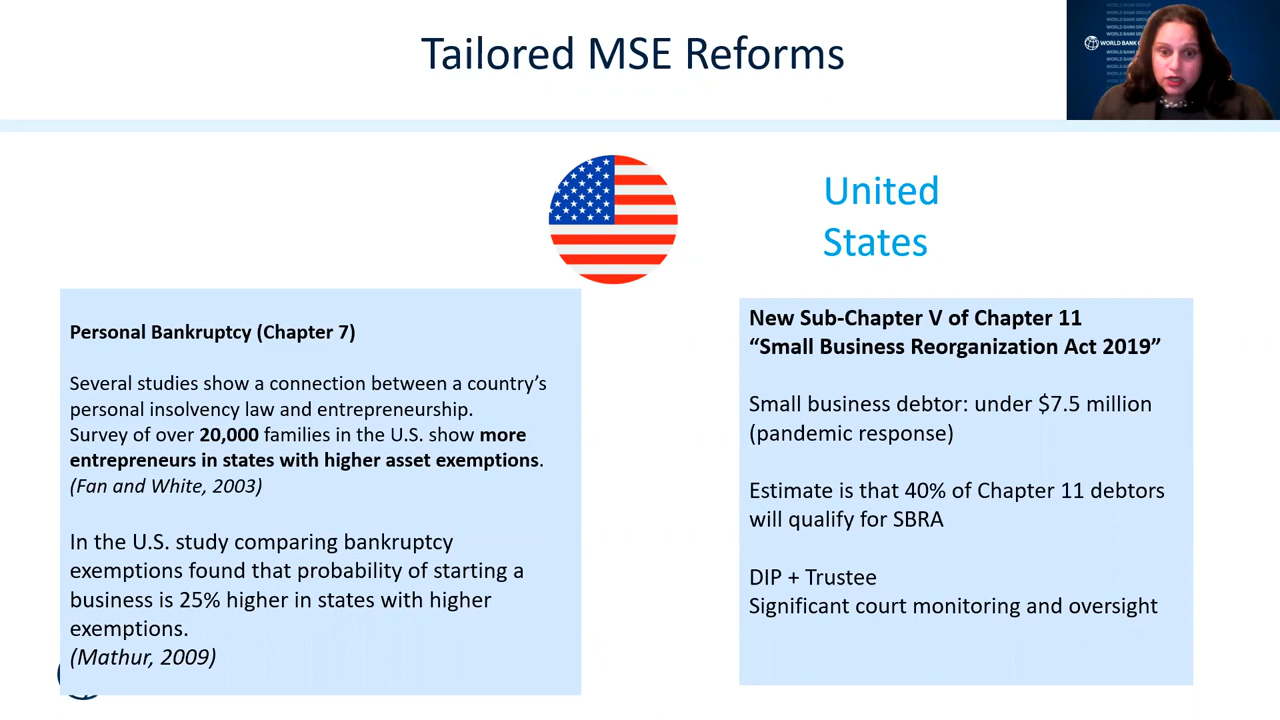 Tailored MSE Reforms
WORLD BANK GROUP
WORLD BANK
United
States
Personal Bankruptcy (Chapter 7)
Several studies show a connection between a country’s
personal insolvency law and entrepreneurship.
Survey of over 20,000 families in the U.S. show more
entrepreneurs in states with higher asset exemptions.
(Fan and White, 2003)
In the U.S. study comparing bankruptcy
exemptions found that probability of starting a
business is 25% higher in states with higher
exemptions.
(Mathur, 2009)
New Sub-Chapter V of Chapter 11
“Small Business Reorganization Act 2019”
Small business debtor: under $7.5 million
(pandemic response)
Estimate is that 40% of Chapter 11 debtors
will qualify for SBRA
DIP + Trustee
Significant court monitoring and oversight